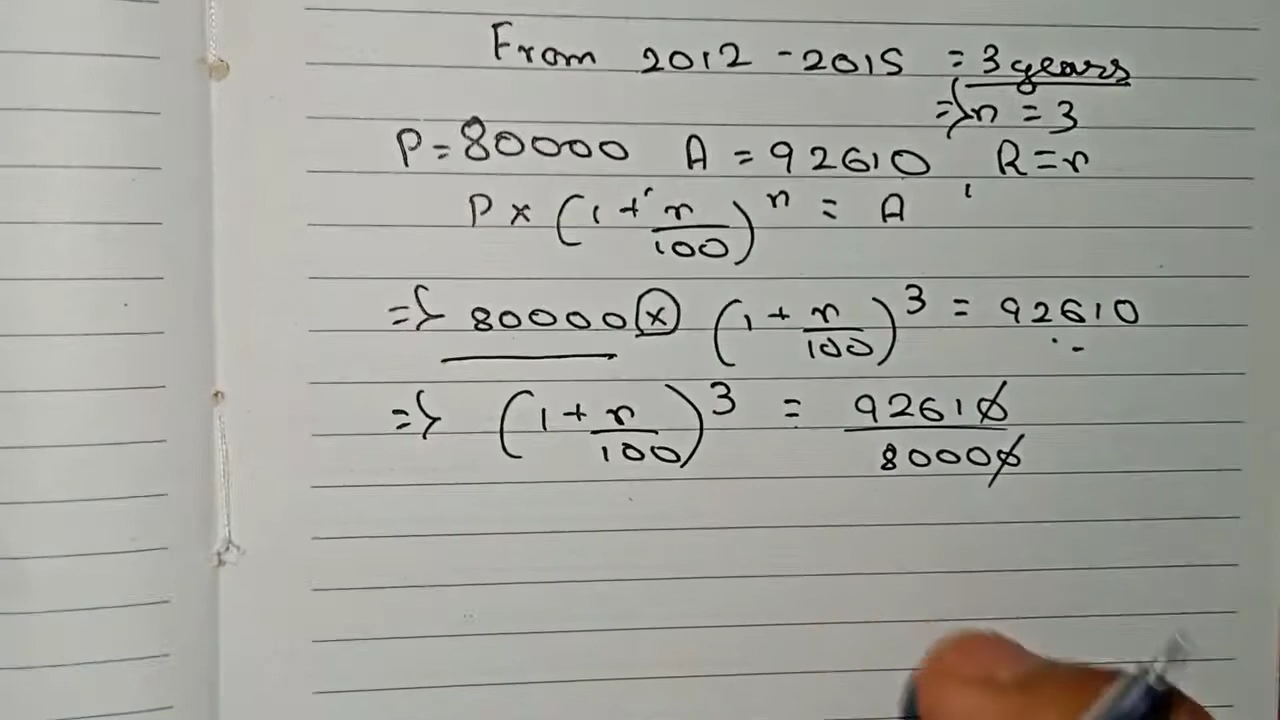 From 2012 - 2015 = 3 years
=> n = 3
P = 80000 A = 92610 R = r
P × (1 + r/100)^n = A
=> 80000 × (1 + r/100)^3 = 92610
=> (1 + r/100)^3 = 92610/80000